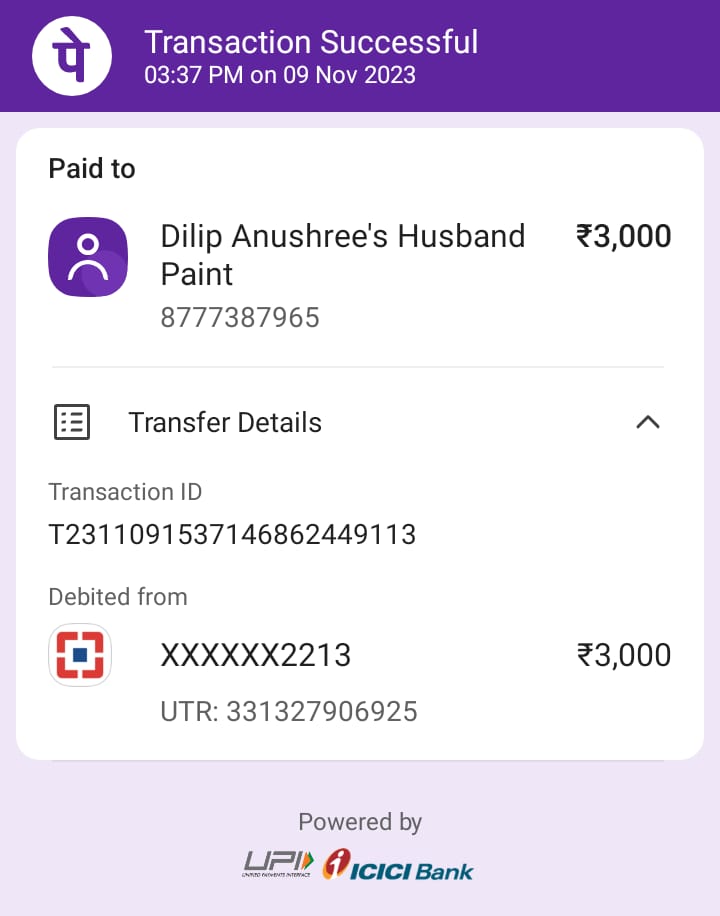 पे
Transaction Successful
03:37 PM on 09 Nov 2023
Paid to
Dilip Anushree's Husband ₹3,000
Paint
8777387965
Transfer Details
Transaction ID
T2311091537146862449113
Debited from
XXXXXX2213 ₹3,000
UTR: 331327906925
Powered by
UPI ICICI Bank
UNIFIED PAYMENTS INTERFACE